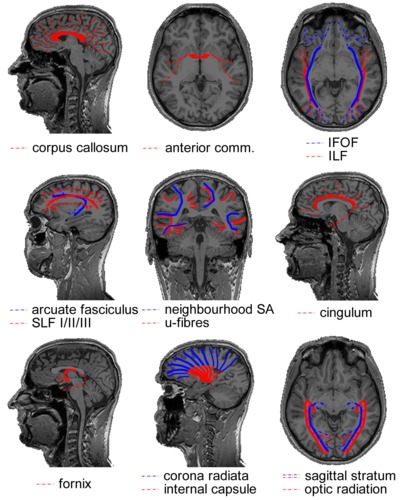 corpus callosum
anterior comm.
IFOF
ILF
arcuate fasciculus
SLF I/II/III
neighbourhood SA
u-fibres
cingulum
fornix
corona radiata
internal capsule
sagittal stratum
optic radiation